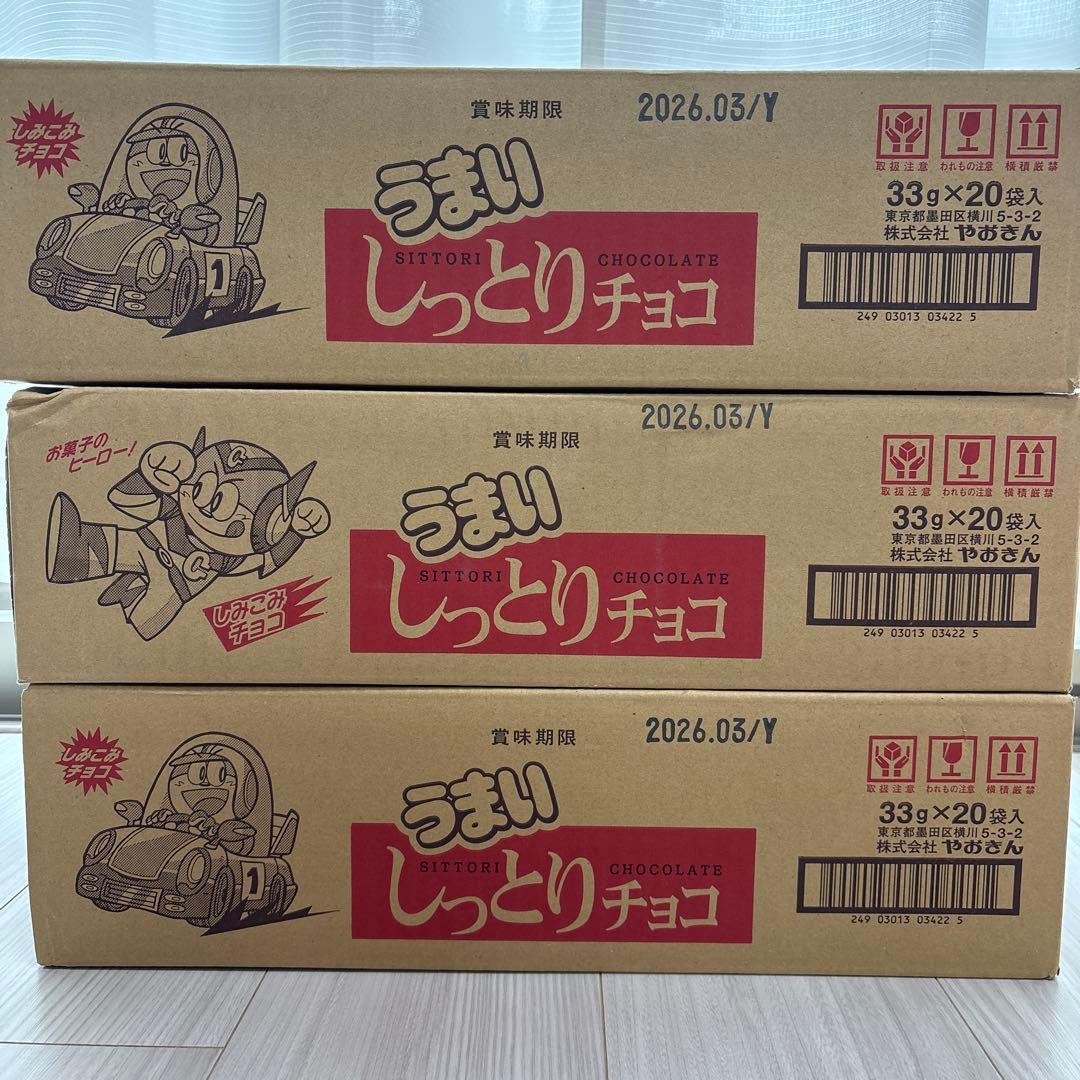 賞味期限 2026.03/Y
しみこみ
チョコ
うまい
SITTORI CHOCOLATE
しっとりチョコ
取扱注意 われもの注意 横積厳禁
33g×20袋入
東京都墨田区横川5-3-2
株式会社 やおきん
249 03013 03422 5
1
賞味期限 2026.03/Y
お菓子の
ヒーロー!
しみこみ
チョコ
うまい
SITTORI CHOCOLATE
しっとりチョコ
取扱注意 われもの注意 横積厳禁
33g×20袋入
東京都墨田区横川5-3-2
株式会社 やおきん
249 03013 03422 5
賞味期限 2026.03/Y
しみこみ
チョコ
うまい
SITTORI CHOCOLATE
しっとりチョコ
取扱注意 われもの注意 横積厳禁
33g×20袋入
東京都墨田区横川5-3-2
株式会社 やおきん
249 03013 03422 5
1